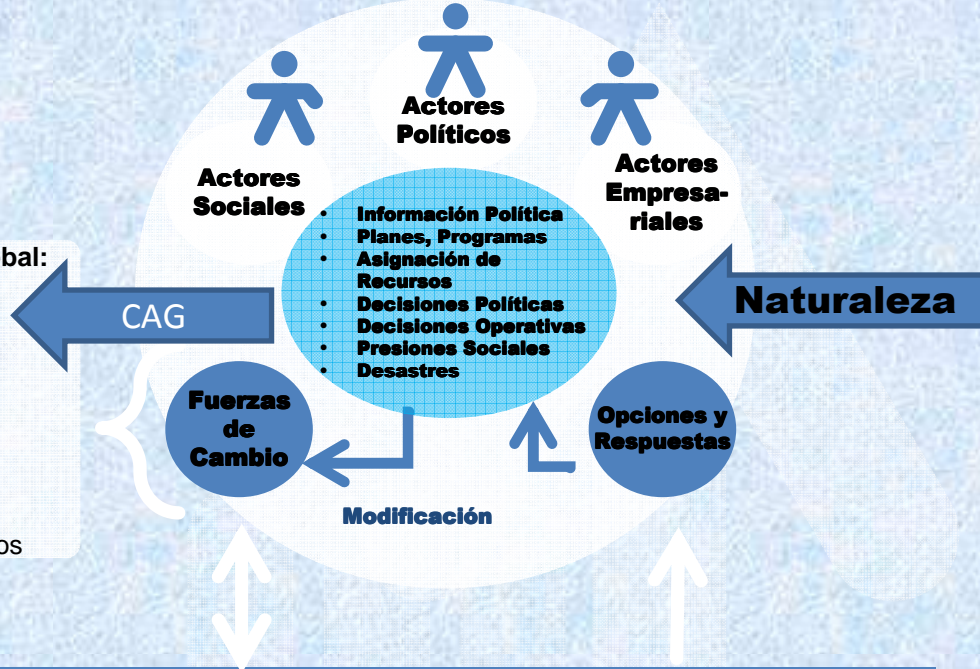 Actores
Políticos
Actores
Sociales
Actores
Empresa-
riales
• Información Política
• Planes, Programas
• Asignación de
Recursos
• Decisiones Políticas
• Decisiones Operativas
• Presiones Sociales
• Desastres
bal:
CAG
Naturaleza
Fuerzas
de
Cambio
Opciones y
Respuestas
Modificación
os